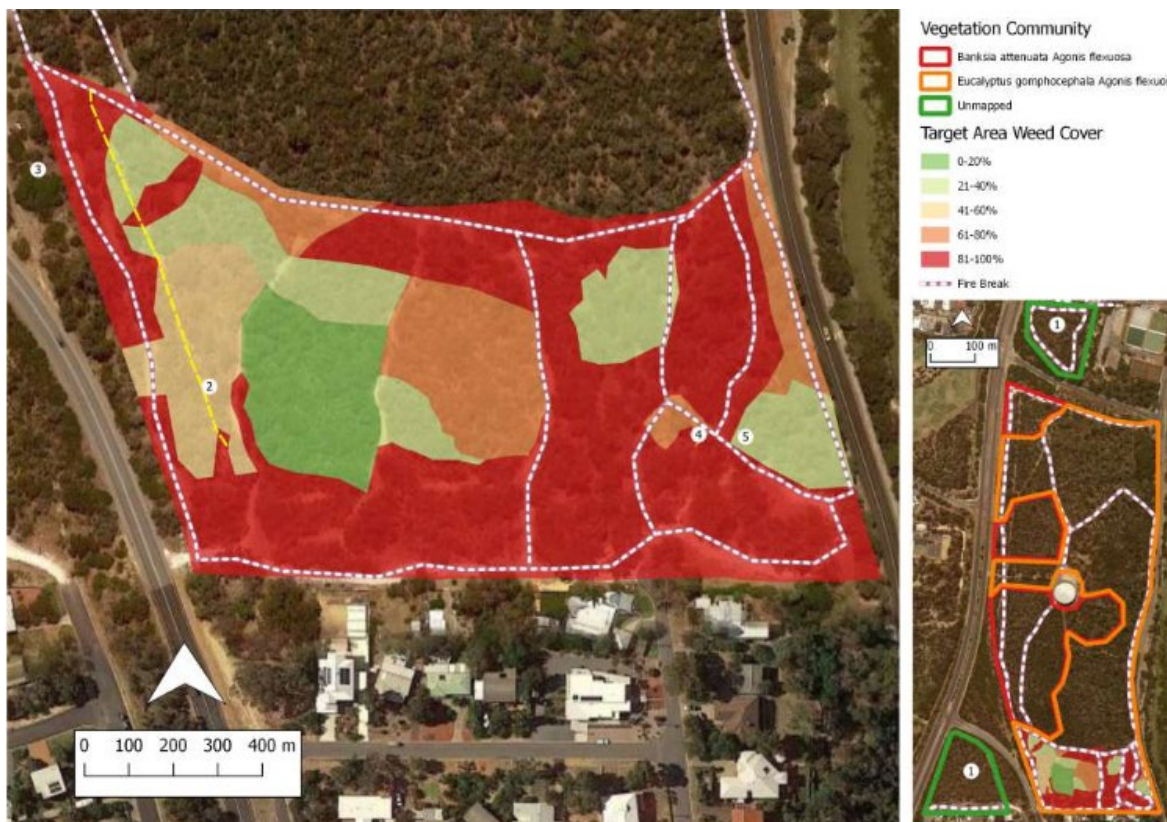 Vegetation Community
Banksia attenuata Agonis flexuosa
Eucalyptus gomphocephala Agonis flexuo
Unmapped
Target Area Weed Cover
0-20%
21-40%
41-60%
61-80%
81-100%
Fire Break
3
2
4
5
0 100 200 300 400 m
1
0 100 m
1